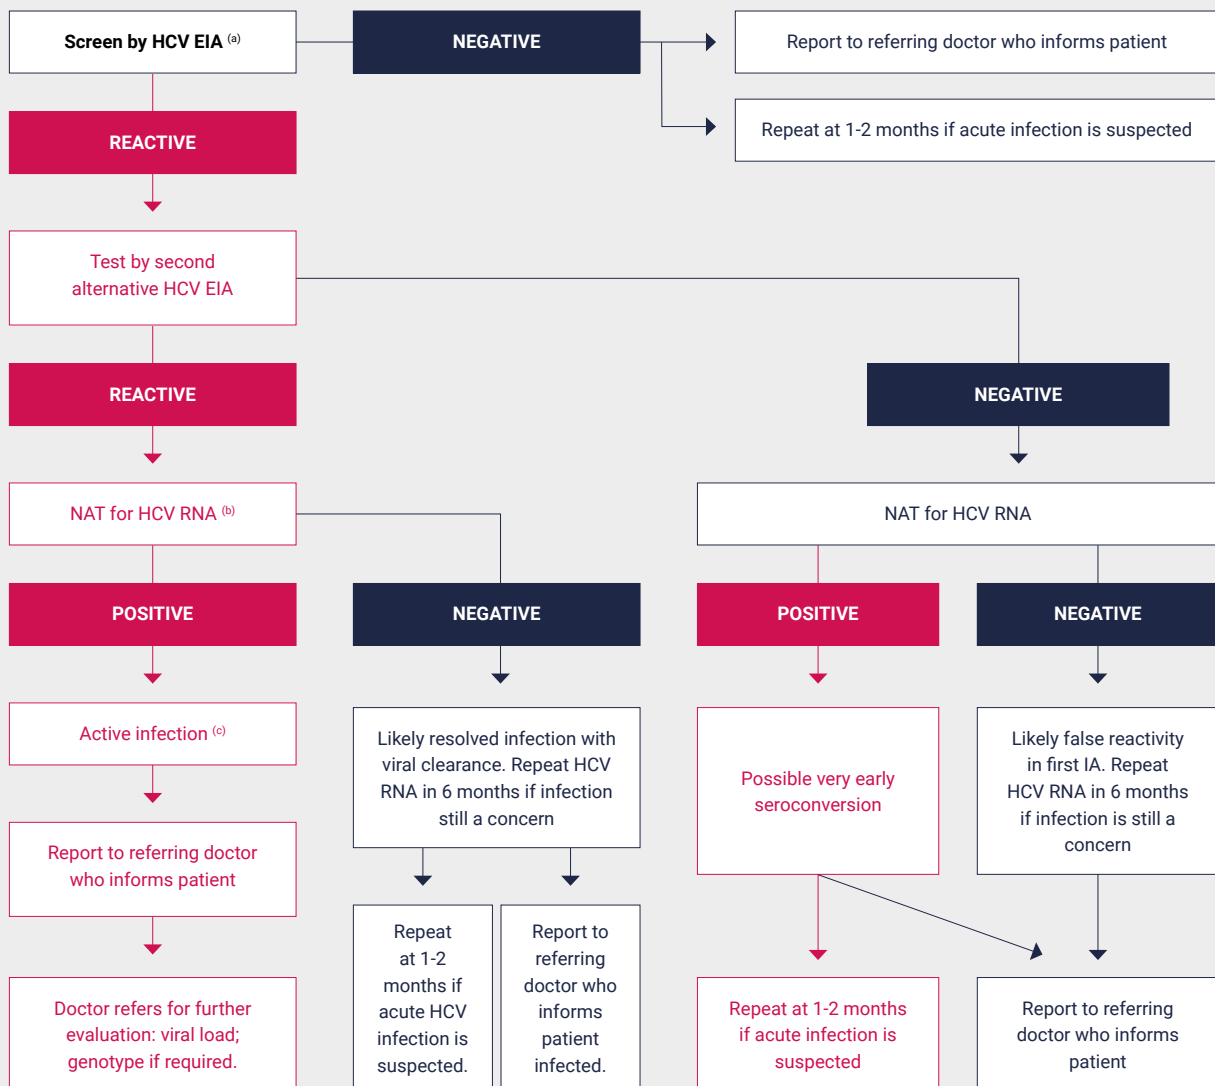 Screen by HCV EIA (a)
NEGATIVE
Report to referring doctor who informs patient
Repeat at 1-2 months if acute infection is suspected
REACTIVE
Test by second
alternative HCV EIA
REACTIVE
NEGATIVE
NAT for HCV RNA (b)
NAT for HCV RNA
POSITIVE
NEGATIVE
POSITIVE
NEGATIVE
Active infection (c)
Likely resolved infection with
viral clearance. Repeat HCV
RNA in 6 months if infection
still a concern
Possible very early
seroconversion
Likely false reactivity
in first IA. Repeat
HCV RNA in 6 months
if infection is still a
concern
Report to referring doctor
who informs patient
Doctor refers for further
evaluation: viral load;
genotype if required.
Repeat
at 1-2
months if
acute HCV
infection is
suspected.
Report to
referring
doctor who
informs
patient
infected.
Repeat at 1-2 months
if acute infection is
suspected
Report to referring
doctor who informs
patient